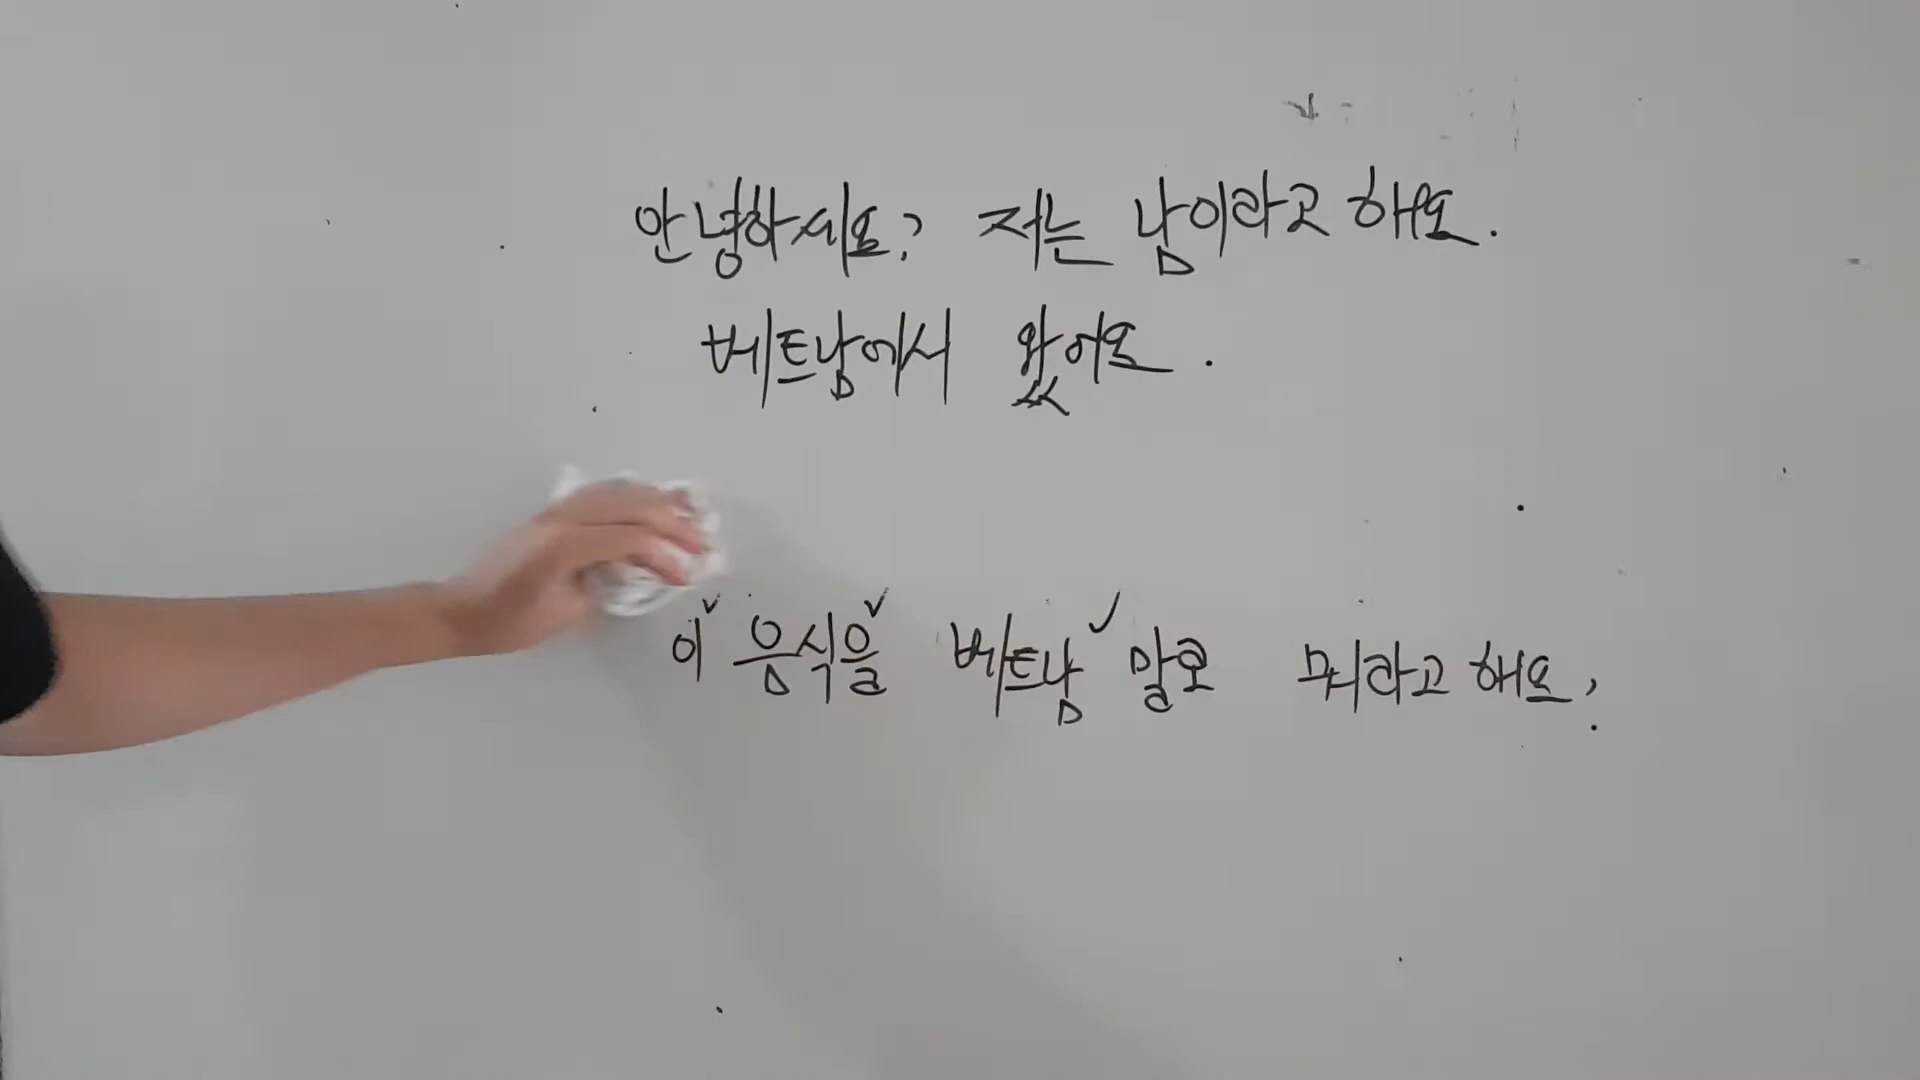 안녕하세요? 저는 남이라고 해요.
베트남에서 왔어요.
이 음식을 베트남 말로 뭐라고 해요?